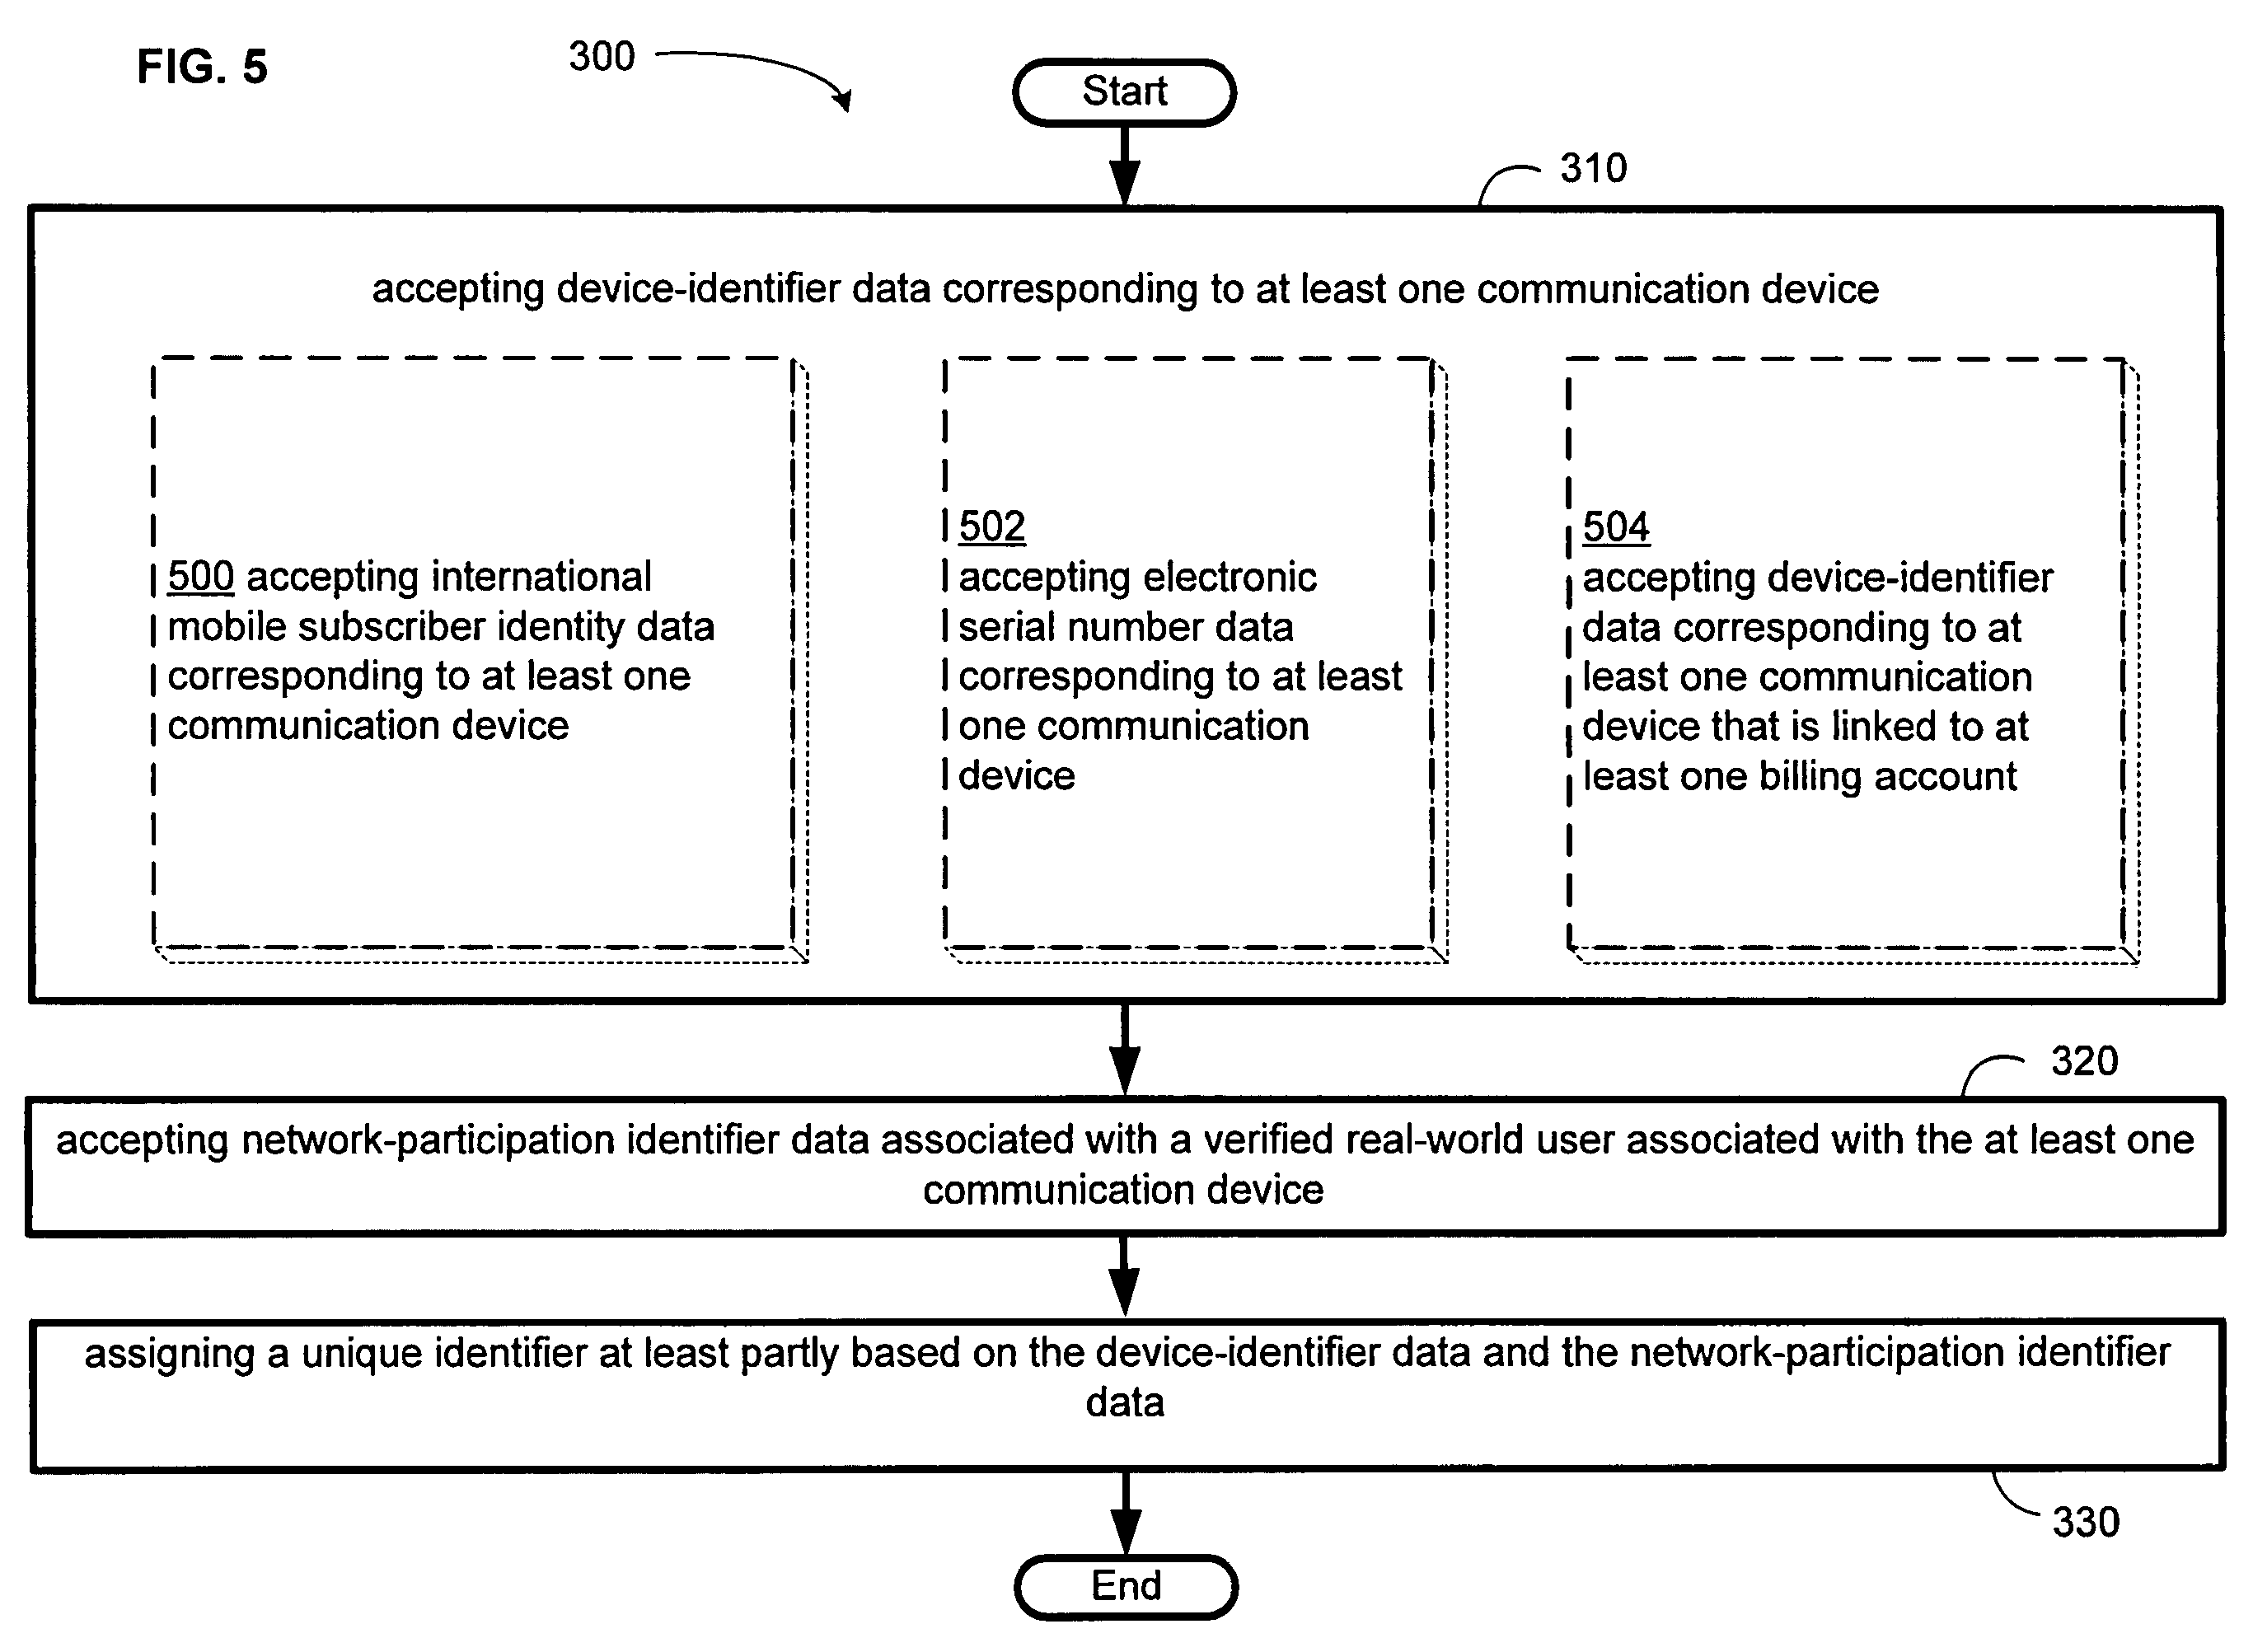 FIG. 5
300
Start
310
accepting device-identifier data corresponding to at least one communication device
500 accepting international
mobile subscriber identity data
corresponding to at least one
communication device
502
accepting electronic
serial number data
corresponding to at least
one communication
device
504
accepting device-identifier
data corresponding to at
least one communication
device that is linked to at
least one billing account
320
accepting network-participation identifier data associated with a verified real-world user associated with the at least one
communication device
assigning a unique identifier at least partly based on the device-identifier data and the network-participation identifier
data
330
End